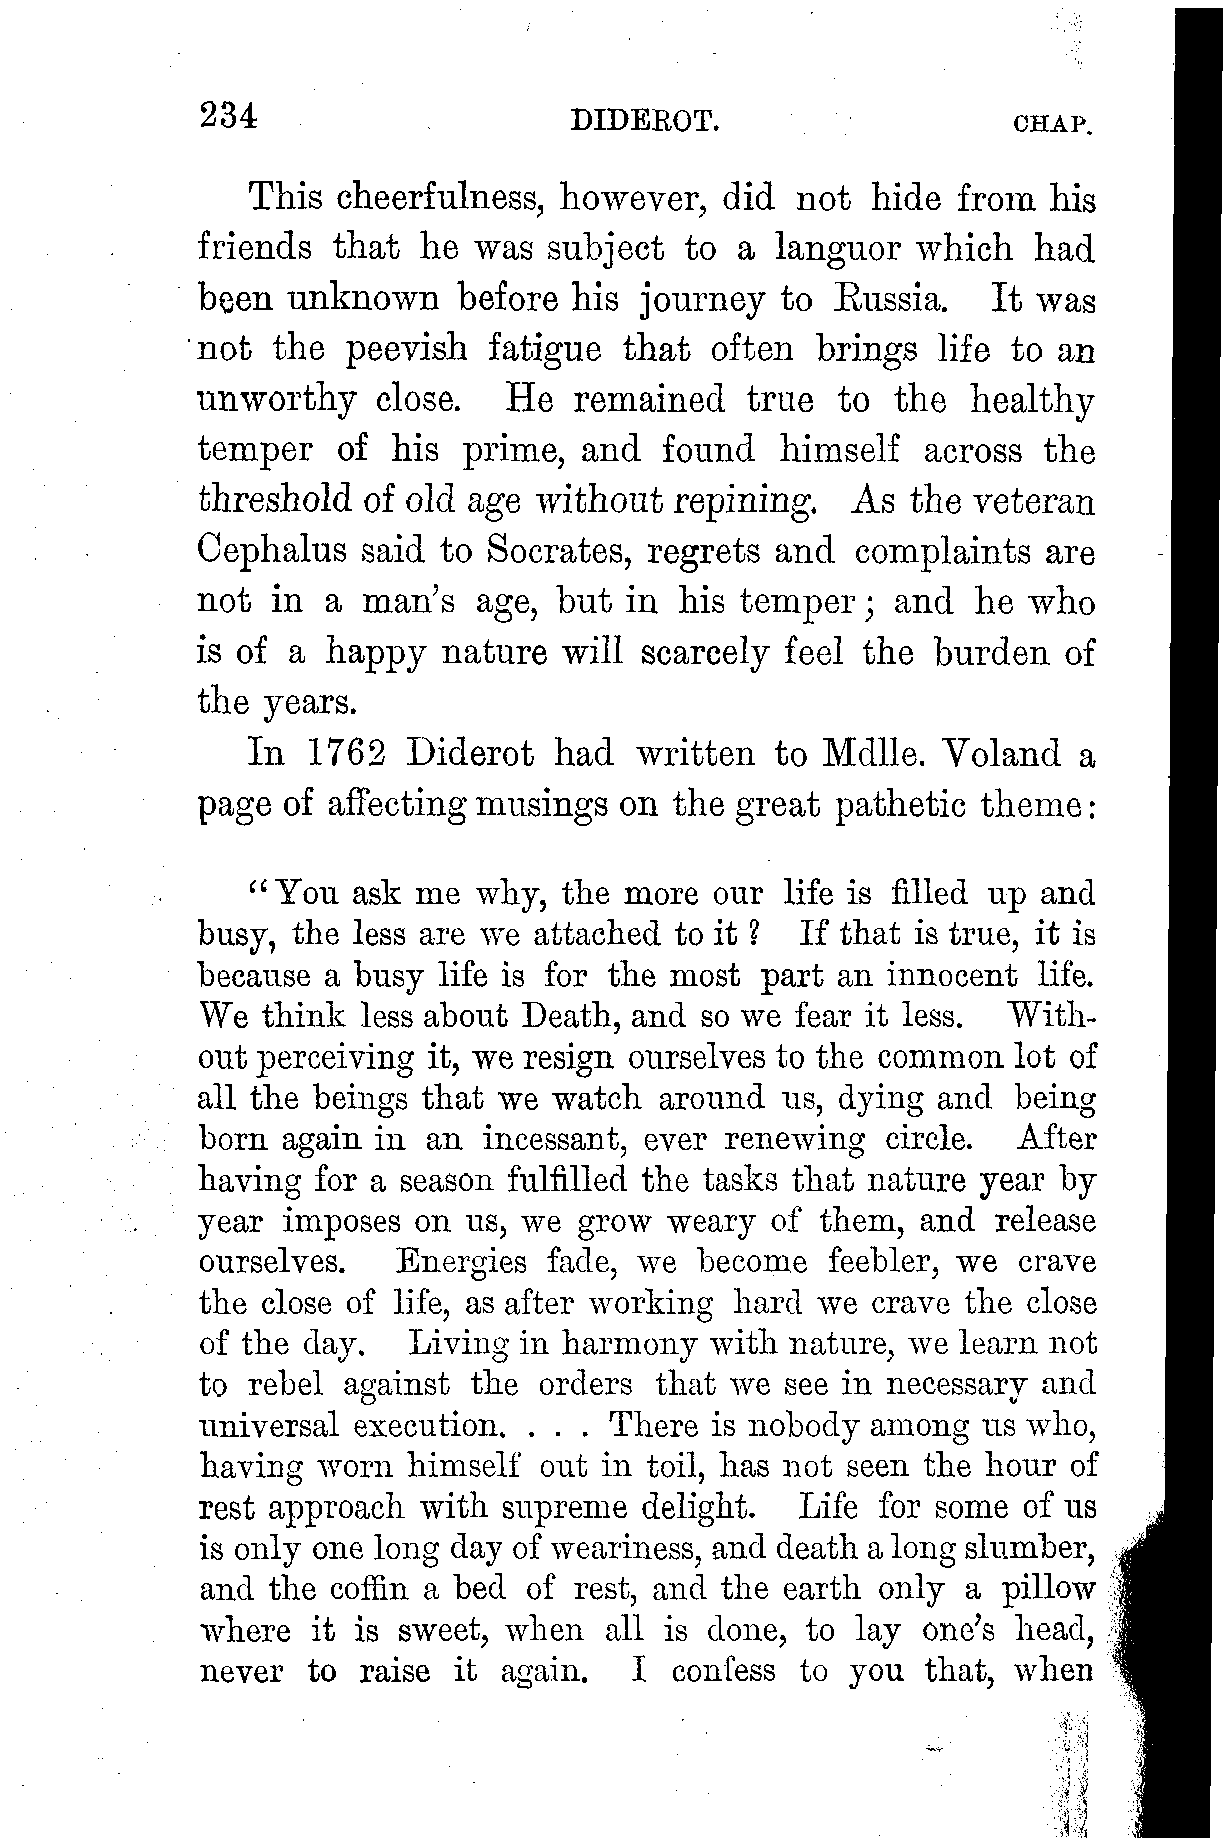 234 DIDEROT. CHAP.
This cheerfulness, however, did not hide from his
friends that he was subject to a languor which had
been unknown before his journey to Russia. It was
not the peevish fatigue that often brings life to an
unworthy close. He remained true to the healthy
temper of his prime, and found himself across the
threshold of old age without repining. As the veteran
Cephalus said to Socrates, regrets and complaints are
not in a man's age, but in his temper; and he who
is of a happy nature will scarcely feel the burden of
the years.
In 1762 Diderot had written to Mdlle. Voland a
page of affecting musings on the great pathetic theme:
"You ask me why, the more our life is filled up and
busy, the less are we attached to it? If that is true, it is
because a busy life is for the most part an innocent life.
We think less about Death, and so we fear it less. With-
out perceiving it, we resign ourselves to the common lot of
all the beings that we watch around us, dying and being
born again in an incessant, ever renewing circle. After
having for a season fulfilled the tasks that nature year by
year imposes on us, we grow weary of them, and release
ourselves. Energies fade, we become feebler, we crave
the close of life, as after working hard we crave the close
of the day. Living in harmony with nature, we learn not
to rebel against the orders that we see in necessary and
universal execution. . . . There is nobody among us who,
having worn himself out in toil, has not seen the hour of
rest approach with supreme delight. Life for some of us
is only one long day of weariness, and death a long slumber,
and the coffin a bed of rest, and the earth only a pillow
where it is sweet, when all is done, to lay one's head,
never to raise it again. I confess to you that, when